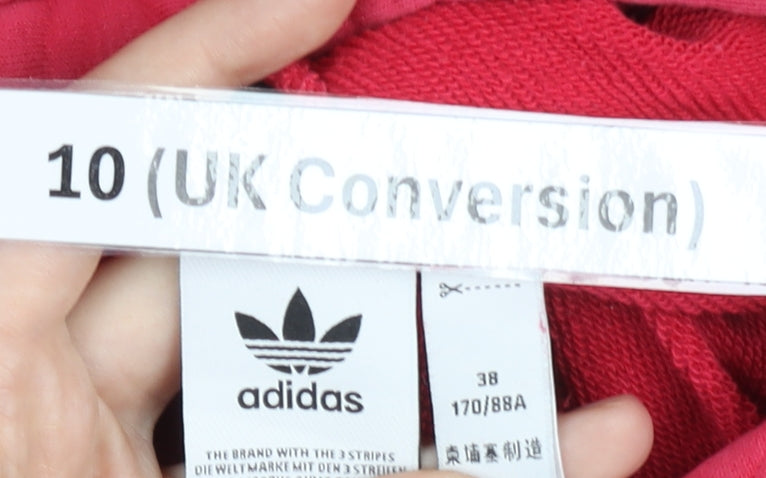 10 (UK Conversion)
adidas
THE BRAND WITH THE 3 STRIPES
DIE WELTMARKE MIT DEN 3 STREIFEN
38
170/88A
柬埔寨制造